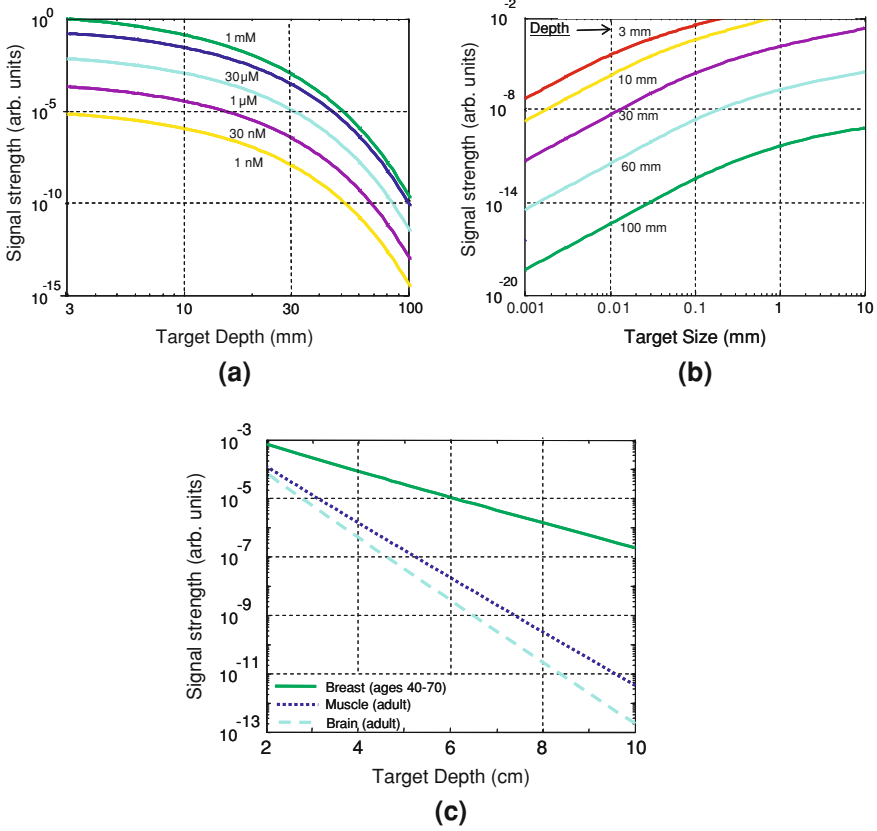 Signal strength (arb. units)
10^0
10^-5
10^-10
10^-15
1 mM
30 µM
1 µM
30 nM
1 nM
3
10
30
100
Target Depth (mm)
(a)
Signal strength (arb. units)
10^-2
10^-8
10^-14
10^-20
Depth
3 mm
10 mm
30 mm
60 mm
100 mm
0.001
0.01
0.1
1
10
Target Size (mm)
(b)
Signal strength (arb. units)
10^-3
10^-5
10^-7
10^-9
10^-11
10^-13
Breast (ages 40-70)
Muscle (adult)
Brain (adult)
2
4
6
8
10
Target Depth (cm)
(c)